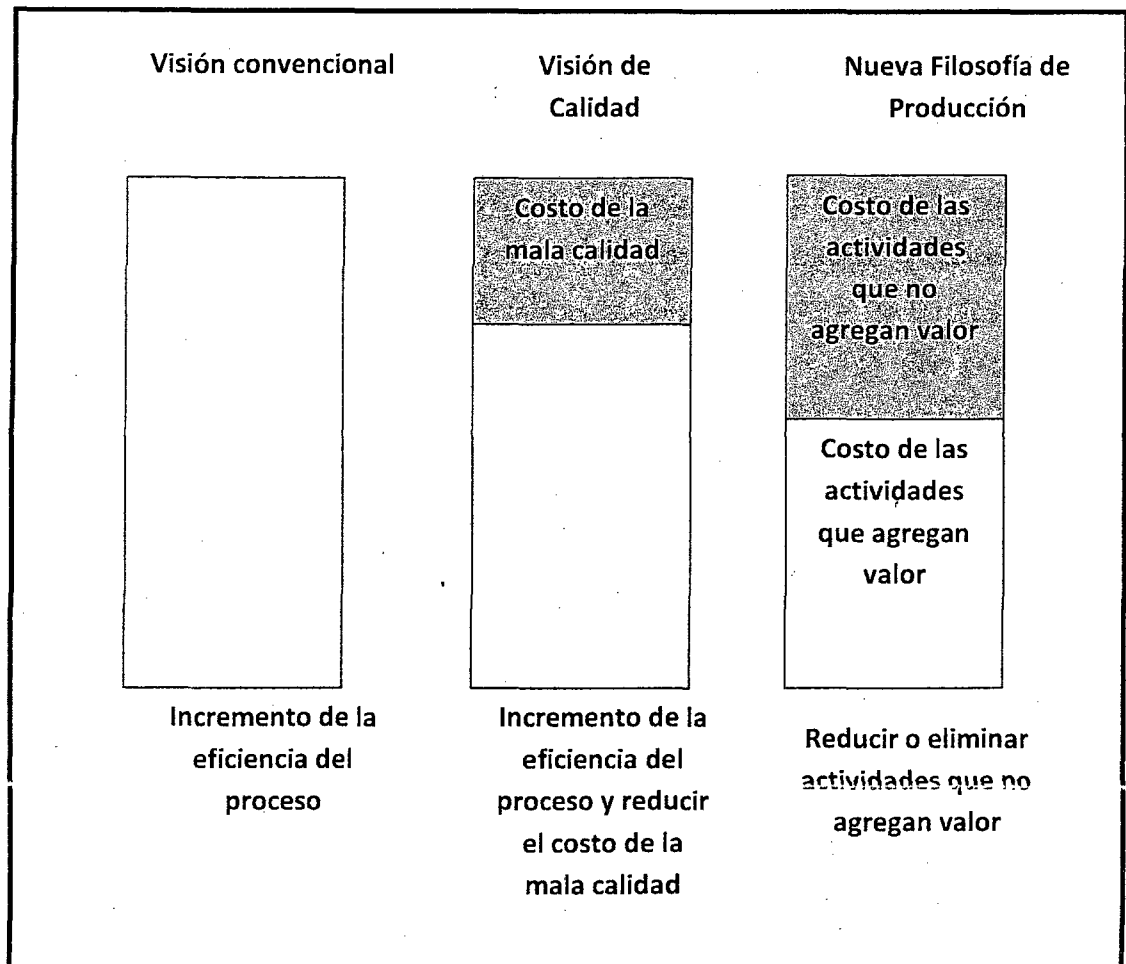 Visión convencional
Visión de
Calidad
Nueva Filosofía de
Producción
Costo de la
mala calidad
Costo de las
actividades
que no
agregan valor
Costo de las
actividades
que agregan
valor
Incremento de la
eficiencia del
proceso
Incremento de la
eficiencia del
proceso y reducir
el costo de la
mala calidad
Reducir o eliminar
actividades que no
agregan valor